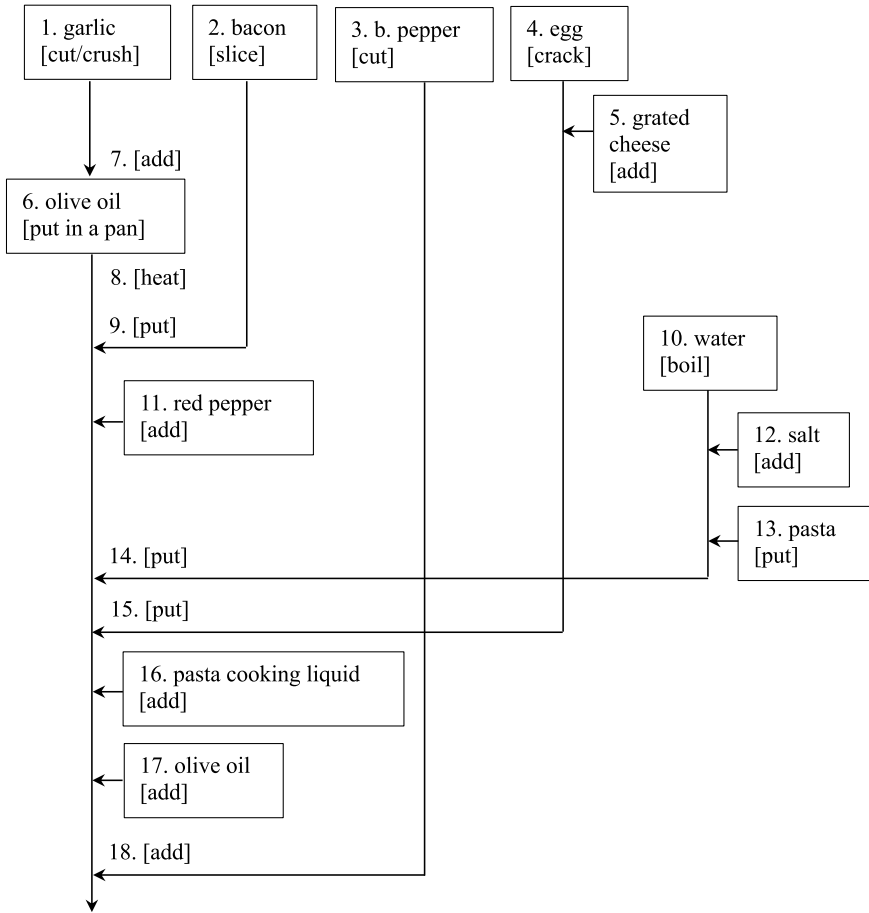 1. garlic
[cut/crush]
2. bacon
[slice]
3. b. pepper
[cut]
4. egg
[crack]
5. grated
cheese
[add]
7. [add]
6. olive oil
[put in a pan]
8. [heat]
9. [put]
10. water
[boil]
11. red pepper
[add]
12. salt
[add]
13. pasta
[put]
14. [put]
15. [put]
16. pasta cooking liquid
[add]
17. olive oil
[add]
18. [add]